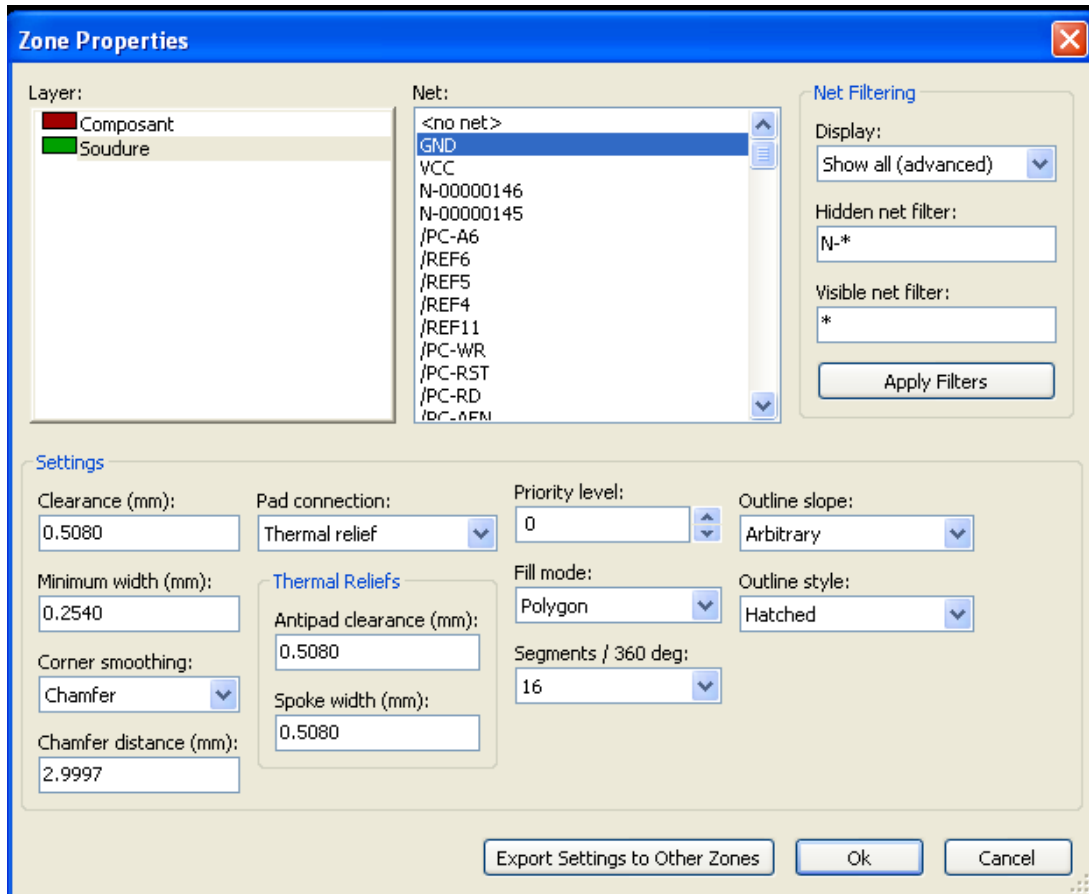 Zone Properties
Layer:
Composant
Soudure
Net:
<no net>
GND
VCC
N-00000146
N-00000145
/PC-A6
/REF6
/REF5
/REF4
/REF11
/PC-WR
/PC-RST
/PC-RD
/PC-AEN
Net Filtering
Display:
Show all (advanced)
Hidden net filter:
N-*
Visible net filter:
*
Apply Filters
Settings
Clearance (mm):
0.5080
Minimum width (mm):
0.2540
Corner smoothing:
Chamfer
Chamfer distance (mm):
2.9997
Pad connection:
Thermal relief
Thermal Reliefs
Antipad clearance (mm):
0.5080
Spoke width (mm):
0.5080
Priority level:
0
Fill mode:
Polygon
Segments / 360 deg:
16
Outline slope:
Arbitrary
Outline style:
Hatched
Export Settings to Other Zones
Ok
Cancel